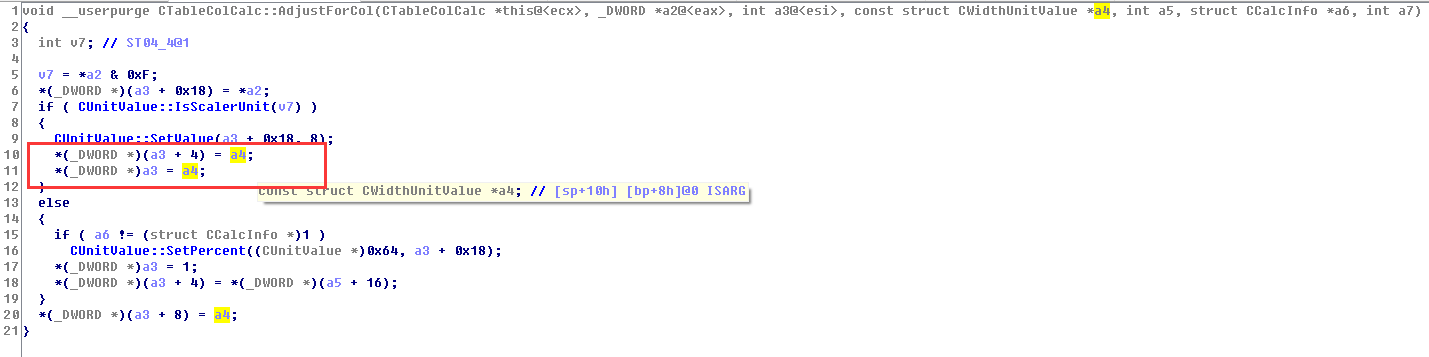 1 void __userpurge CTableColCalc::AdjustForCol(CTableColCalc *this@<ecx>, _DWORD *a2@<eax>, int a3@<esi>, const struct CWidthUnitValue *a4, int a5, struct CCalcInfo *a6, int a7)
2 {
3 int v7; // ST04_4@1
4
5 v7 = *a2 & 0xF;
6 *(_DWORD *)(a3 + 0x18) = *a2;
7 if ( CUnitValue::IsScalerUnit(v7) )
8 {
9 CUnitValue::SetValue(a3 + 0x18, 8);
10 *(_DWORD *)(a3 + 4) = a4;
11 *(_DWORD *)a3 = a4;
12 }
const struct CWidthUnitValue *a4; // [sp+10h] [bp+8h]@0 ISARG
13 else
14 {
15 if ( a6 != (struct CCalcInfo *)1 )
16 CUnitValue::SetPercent((CUnitValue *)0x64, a3 + 0x18);
17 *(_DWORD *)a3 = 1;
18 *(_DWORD *)(a3 + 4) = *(_DWORD *)(a5 + 16);
19 }
20 *(_DWORD *)(a3 + 8) = a4;
21 }